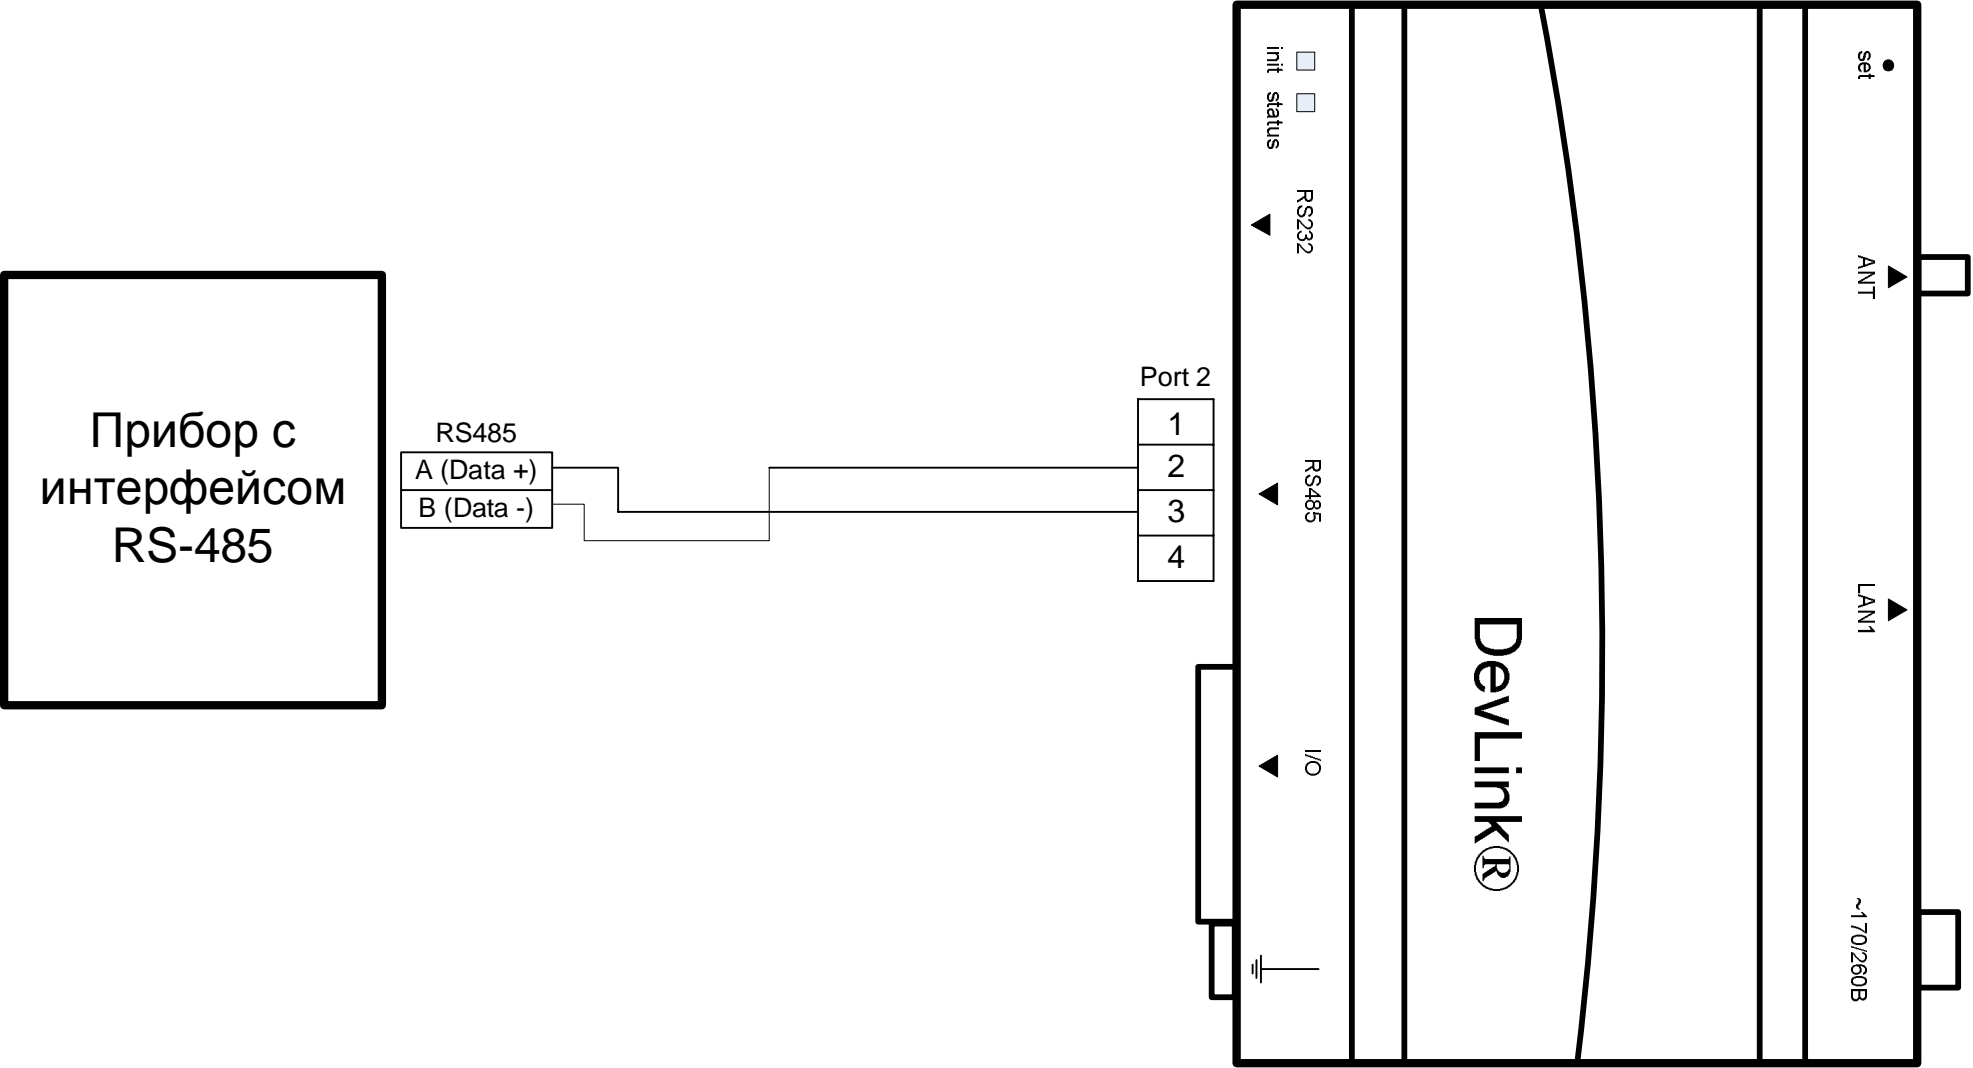 Прибор с
интерфейсом
RS-485
RS485
A (Data +)
B (Data -)
Port 2
1
2
3
4
init
status
RS232
RS485
I/O
DevLink®
set
ANT
LAN1
~170/260В